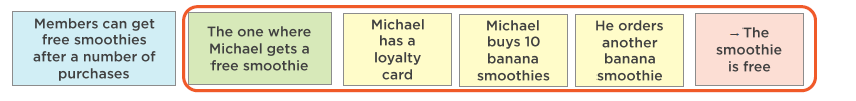 Members can get
free smoothies
after a number of
purchases
The one where
Michael gets a
free smoothie
Michael
has a
loyalty
card
Michael
buys 10
banana
smoothies
He orders
another
banana
smoothie
→ The
smoothie
is free